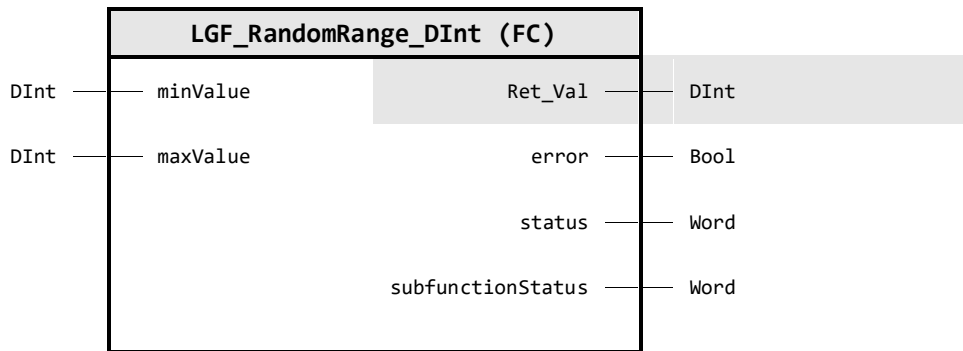 LGF_RandomRange_DInt (FC)
DInt minValue Ret_Val DInt
DInt maxValue error Bool
status Word
subfunctionStatus Word